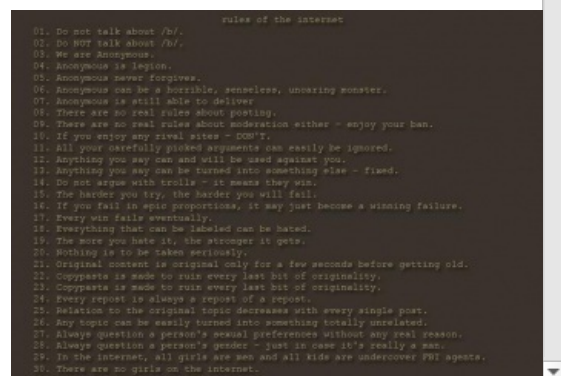 rules of the internet
01. Do not talk about /b/.
02. Do NOT talk about /b/.
03. We are Anonymous.
04. Anonymous is legion.
05. Anonymous never forgives.
06. Anonymous can be a horrible, senseless, uncaring monster.
07. Anonymous is still able to deliver
08. There are no real rules about posting.
09. There are no real rules about moderation either - enjoy your ban.
10. If you enjoy any rival sites - DON'T.
11. All your carefully picked arguments can easily be ignored.
12. Anything you say can and will be used against you.
13. Anything you say can be turned into something else - fixed.
14. Do not argue with trolls - it means they win.
15. The harder you try, the harder you will fail.
16. If you fail in epic proportions, it may just become a winning failure.
17. Every win fails eventually.
18. Everything that can be labeled can be hated.
19. The more you hate it, the stronger it gets.
20. Nothing is to be taken seriously.
21. Original content is original only for a few seconds before getting old.
22. Copypasta is made to ruin every last bit of originality.
23. Copypasta is made to ruin every last bit of originality.
24. Every repost is always a repost of a repost.
25. Relation to the original topic decreases with every single post.
26. Any topic can be easily turned into something totally unrelated.
27. Always question a person's sexual preferences without any real reason.
28. Always question a person's gender - just in case it's really a man.
29. In the internet, all girls are men and all kids are undercover FBI agents.
30. There are no girls on the internet.